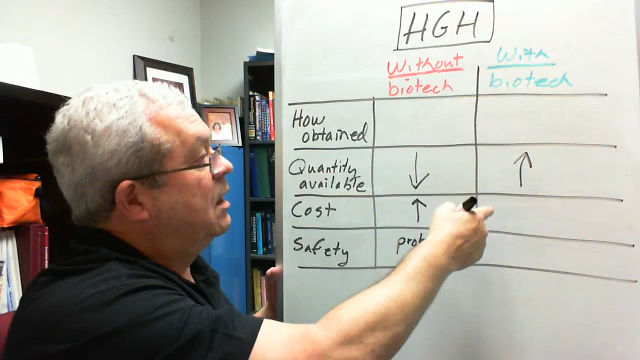 HGH
Without With
biotech biotech
How
obtained
Quantity
available ↓ ↑
Cost ↑
Safety